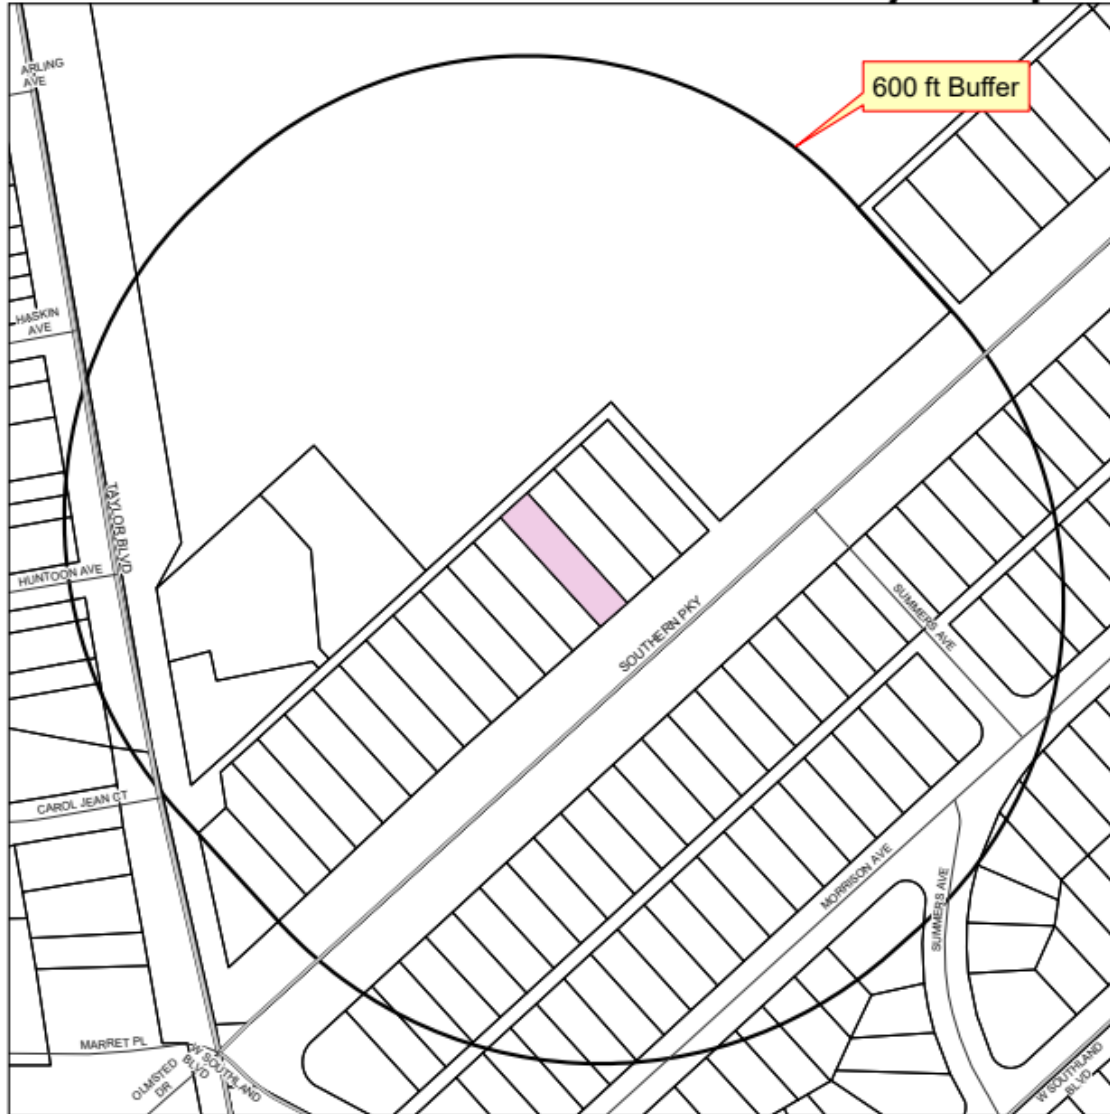 600 ft Buffer
ARLING
AVE
HASKIN
AVE
TAYLOR BLVD
HUNTOON AVE
SOUTHERN PKY
SUMMERS AVE
CAROL JEAN CT
MORRISON AVE
SUMMERS AVE
MARRET PL
OLMSTED
DR
W SOUTHLAND
BLVD
W SOUTHLAND
BLVD